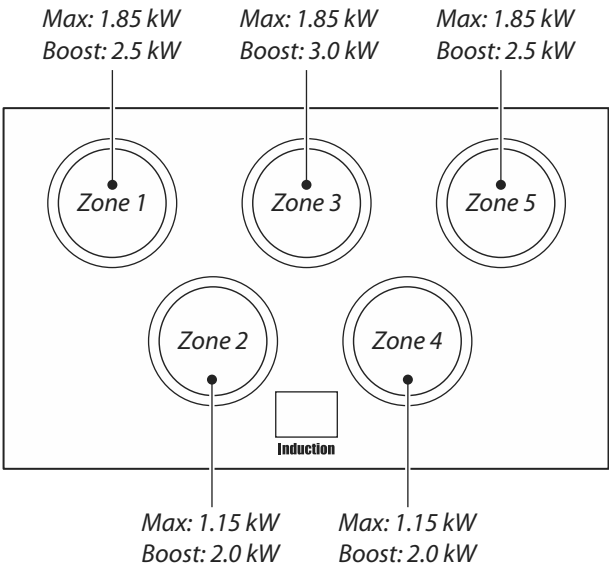 Max: 1.85 kW
Boost: 2.5 kW
Max: 1.85 kW
Boost: 3.0 kW
Max: 1.85 kW
Boost: 2.5 kW
Zone 1
Zone 3
Zone 5
Zone 2
Zone 4
Induction
Max: 1.15 kW
Boost: 2.0 kW
Max: 1.15 kW
Boost: 2.0 kW